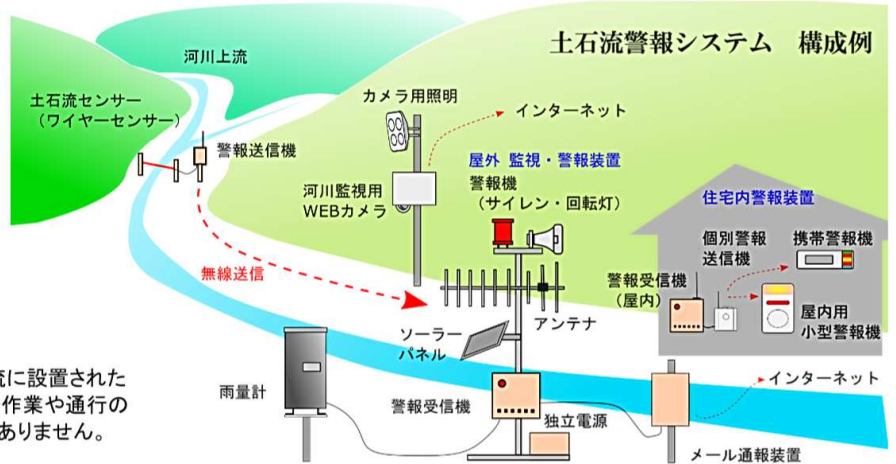 土石流警報システム　構成例
河川上流
土石流センサー
（ワイヤーセンサー）
警報送信機
カメラ用照明
インターネット
屋外 監視・警報装置
警報機
（サイレン・回転灯）
河川監視用
WEBカメラ
住宅内警報装置
個別警報
送信機
携帯警報機
警報受信機
（屋内）
屋内用
小型警報機
無線送信
アンテナ
ソーラー
パネル
雨量計
警報受信機
独立電源
インターネット
メール通報装置
流に設置された
作業や通行の
ありません。